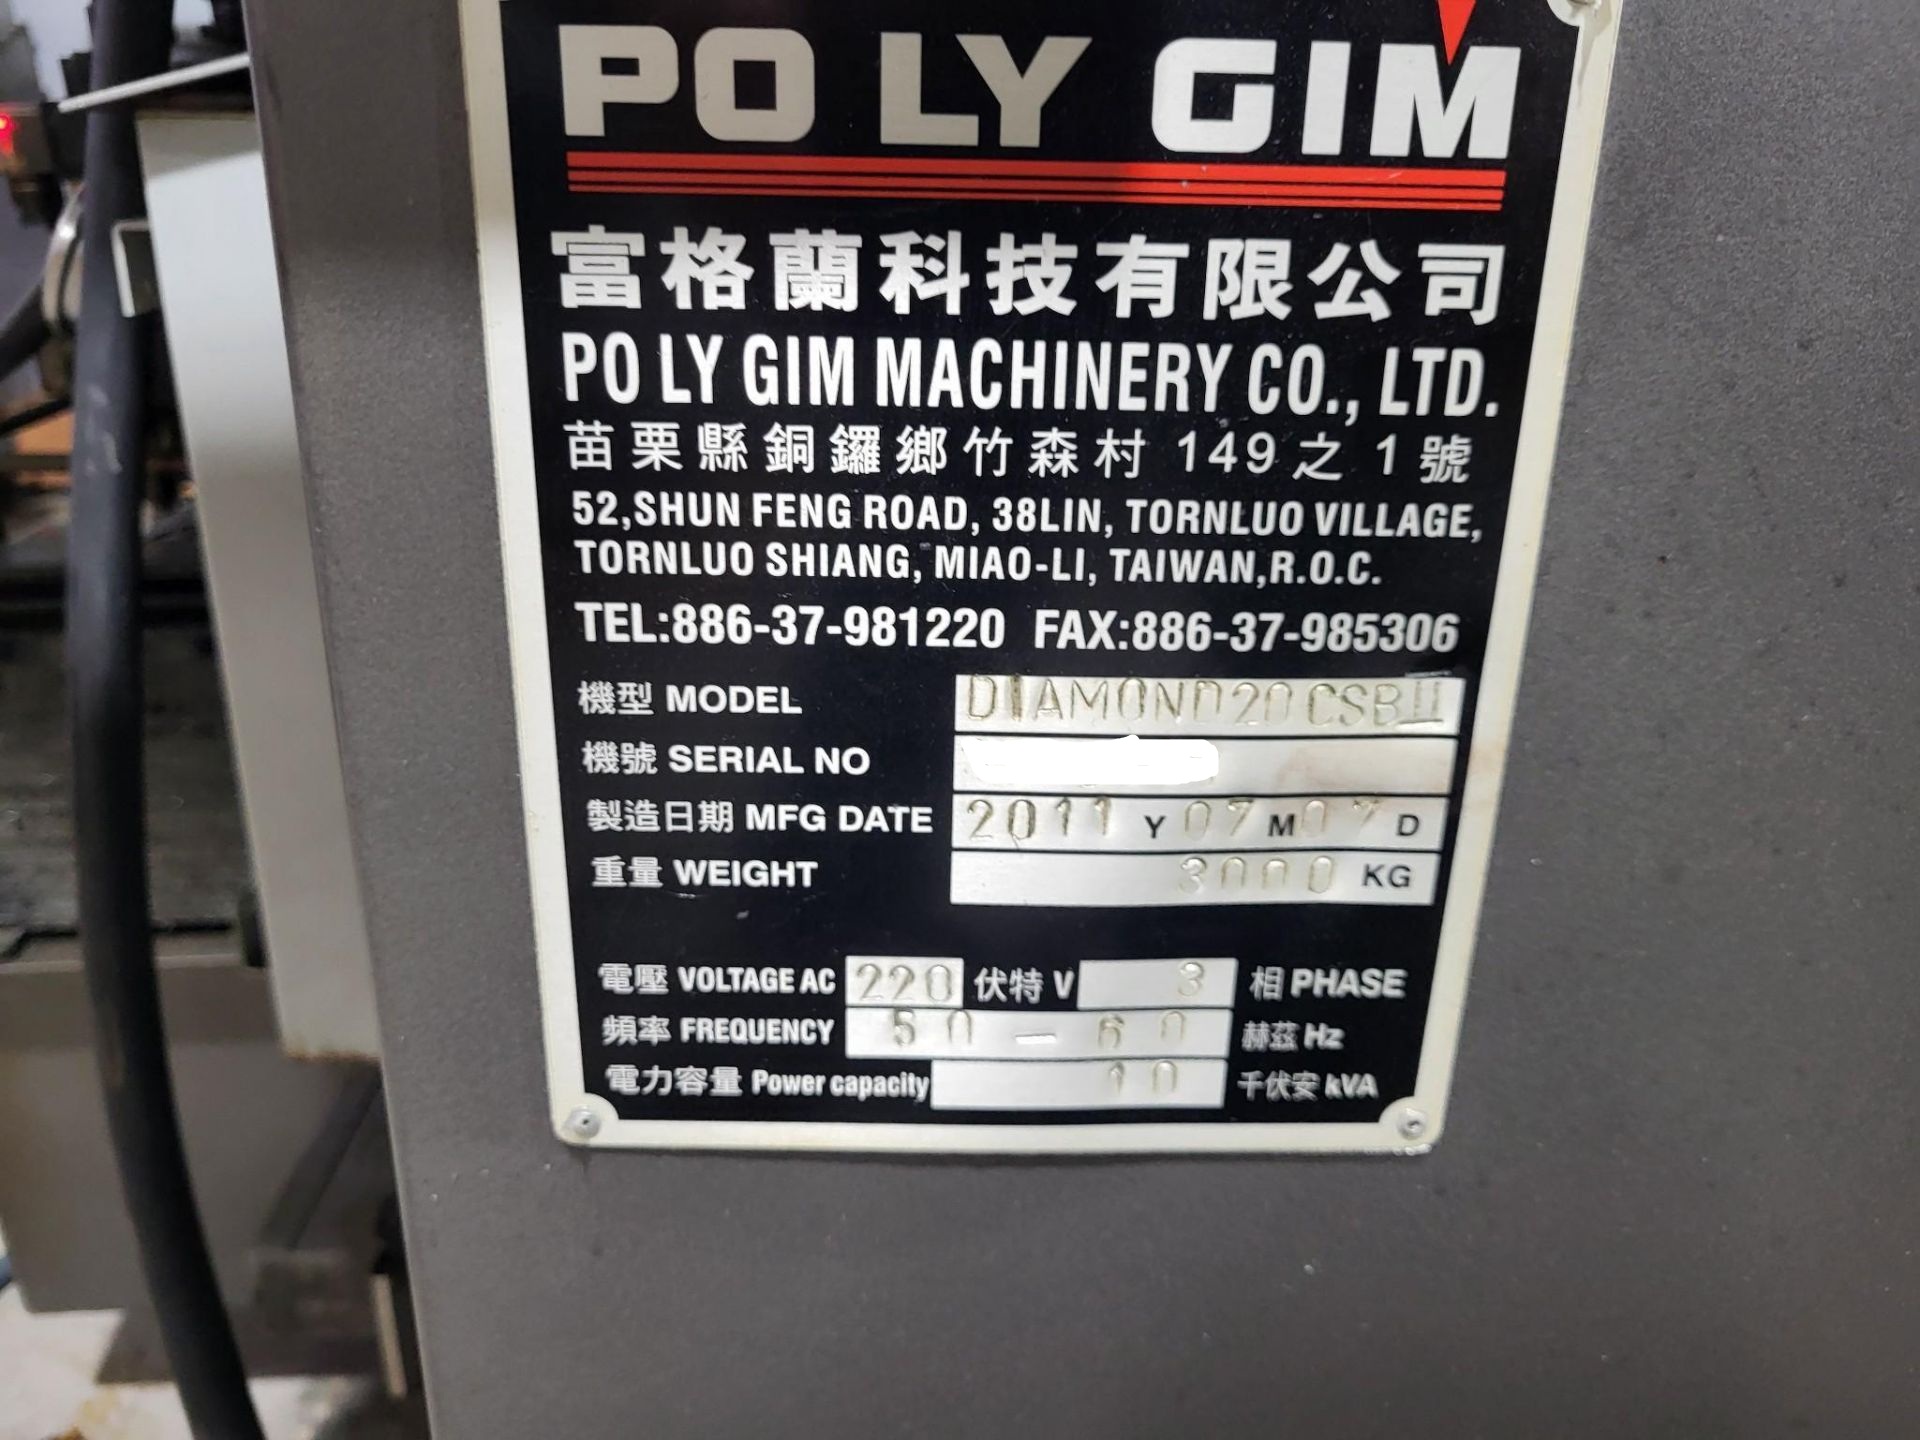 PO LY GIM
富格蘭科技有限公司
PO LY GIM MACHINERY CO., LTD.
苗栗縣銅鑼鄉竹森村 149 之 1 號
52,SHUN FENG ROAD, 38LIN, TORNLUO VILLAGE,
TORNLUO SHIANG, MIAO-LI, TAIWAN,R.O.C.
TEL:886-37-981220 FAX:886-37-985306
機型 MODEL DIAMOND 20 CSB II
機號 SERIAL NO
製造日期 MFG DATE 2011 Y 07 M 07 D
重量 WEIGHT 3000 KG
電壓 VOLTAGE AC 220 伏特 V 3 相 PHASE
頻率 FREQUENCY 50 - 60 赫茲 Hz
電力容量 Power capacity 10 千伏安 kVA